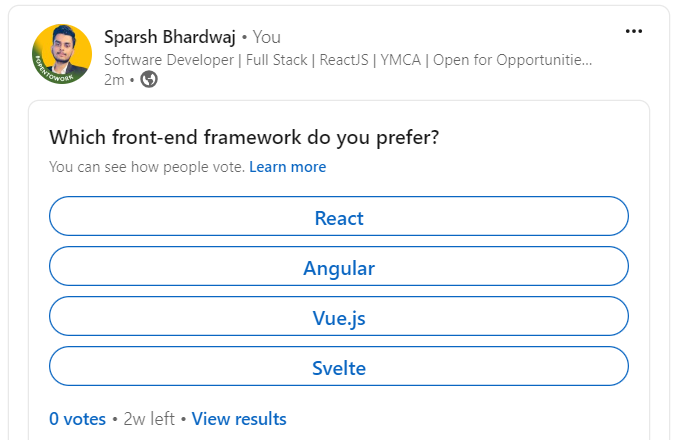 Sparsh Bhardwaj • You
Software Developer | Full Stack | ReactJS | YMCA | Open for Opportunitie...
2m •
#OPENTOWORK
Which front-end framework do you prefer?
You can see how people vote. Learn more
React
Angular
Vue.js
Svelte
0 votes • 2w left • View results